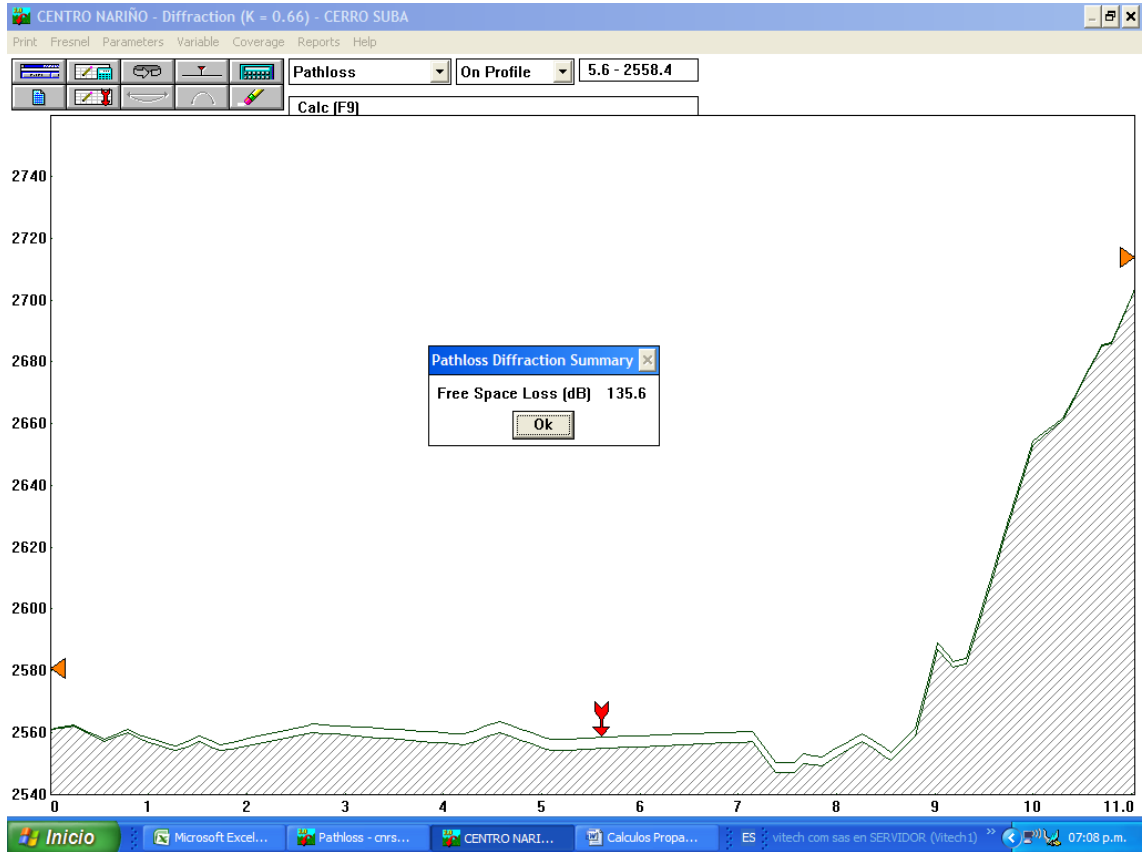 CENTRO NARIÑO - Diffraction (K = 0.66) - CERRO SUBA
Print Fresnel Parameters Variable Coverage Reports Help
Pathloss On Profile 5.6 - 2558.4
Calc (F9)
2740
2720
2700
2680
Pathloss Diffraction Summary
Free Space Loss (dB) 135.6
Ok
2660
2640
2620
2600
2580
2560
2540
0 1 2 3 4 5 6 7 8 9 10 11.0
Inicio Microsoft Excel... Pathloss - cnrs... CENTRO NARI... Calculos Propa... ES vitech com sas en SERVIDOR (Vitech1) 07:08 p.m.